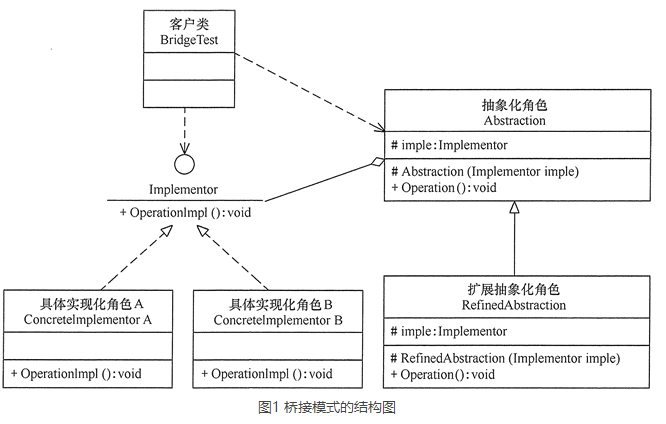 客户类
BridgeTest
抽象化角色
Abstraction
# imple:Implementor
# Abstraction (Implementor imple)
+ Operation():void
Implementor
+ OperationImpl ():void
具体实现化角色A
ConcreteImplementor A
+ OperationImpl ():void
具体实现化角色B
ConcreteImplementor B
+ OperationImpl ():void
扩展抽象化角色
RefinedAbstraction
# imple:Implementor
# RefinedAbstraction (Implementor imple)
+ Operation():void
图1 桥接模式的结构图